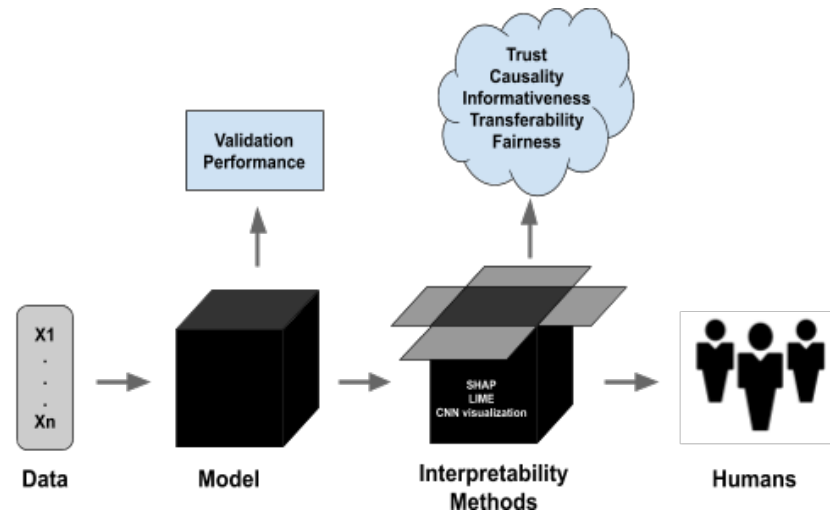 Trust
Causality
Informativeness
Transferability
Fairness
Validation
Performance
X1
.
.
.
Xn
SHAP
LIME
CNN visualization
Data
Model
Interpretability
Methods
Humans